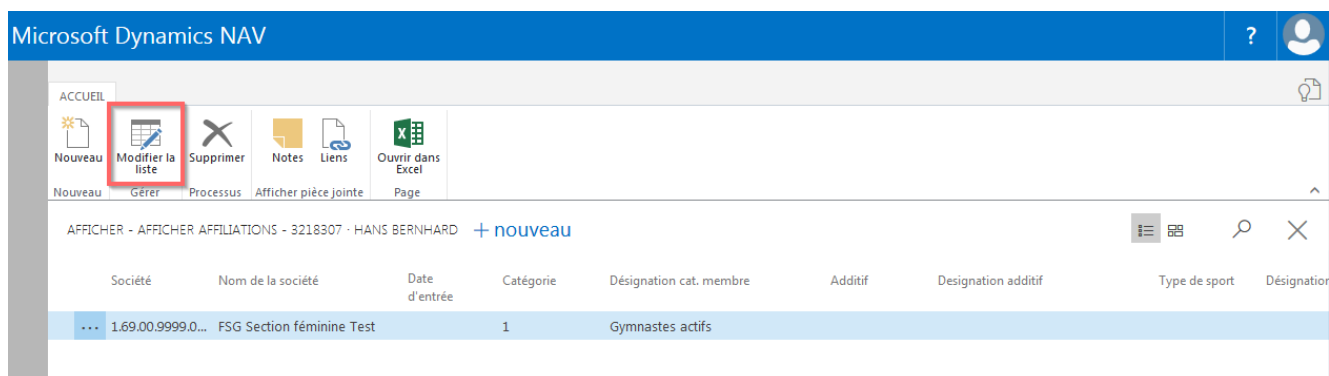 Microsoft Dynamics NAV ?
ACCUEIL
Nouveau Modifier la liste Supprimer Notes Liens Ouvrir dans Excel
Nouveau Gérer Processus Afficher pièce jointe Page
AFFICHER - AFFICHER AFFILIATIONS - 3218307 · HANS BERNHARD + nouveau
Société Nom de la société Date d'entrée Catégorie Désignation cat. membre Additif Designation additif Type de sport Désignation
... 1.69.00.9999.0... FSG Section féminine Test 1 Gymnastes actifs